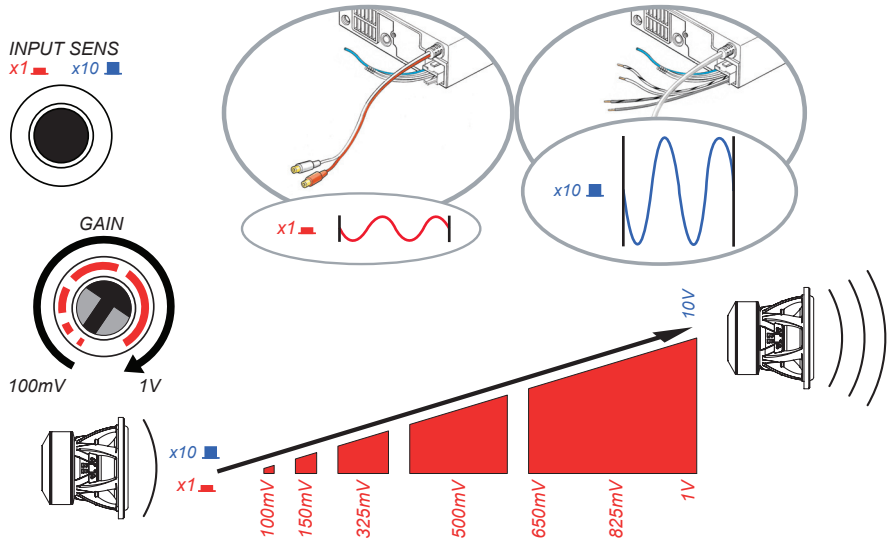 INPUT SENS
x1 x10
x1
x10
GAIN
100mV 1V
10V
x10
x1
100mV
150mV
325mV
500mV
650mV
825mV
1V